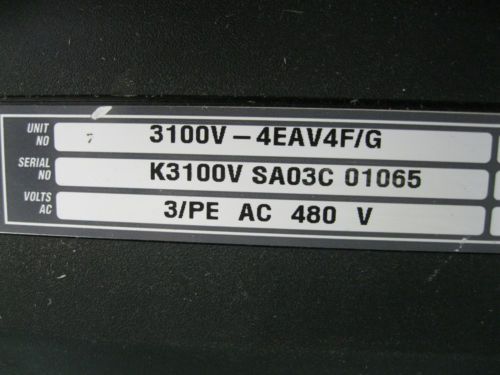 UNIT NO 3100V-4EAV4F/G
SERIAL NO K3100V SA03C 01065
VOLTS AC 3/PE AC 480 V